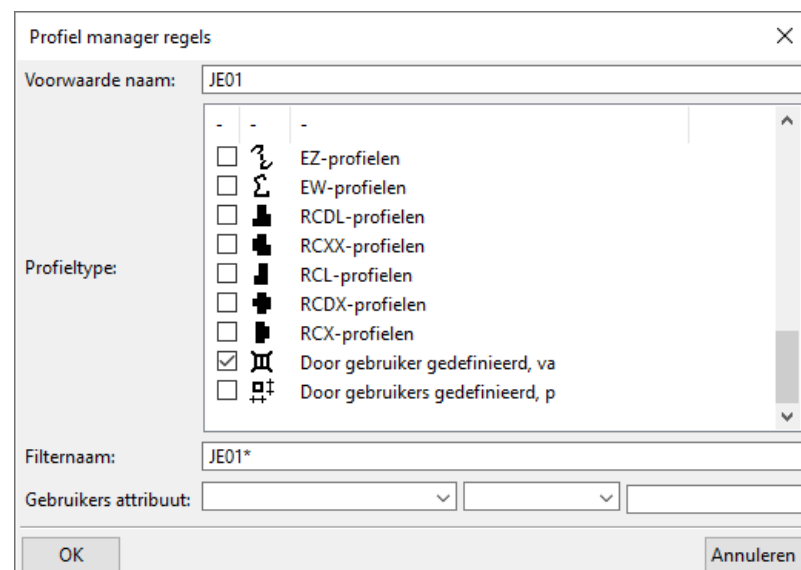 Profiel manager regels
Voorwaarde naam: JE01
- - -
EZ-profielen
EW-profielen
RCDL-profielen
RCXX-profielen
Profieltype:
RCL-profielen
RCDX-profielen
RCX-profielen
Door gebruiker gedefinieerd, va
Door gebruikers gedefinieerd, p
Filternaam: JE01*
Gebruikers attribuut:
OK Annuleren